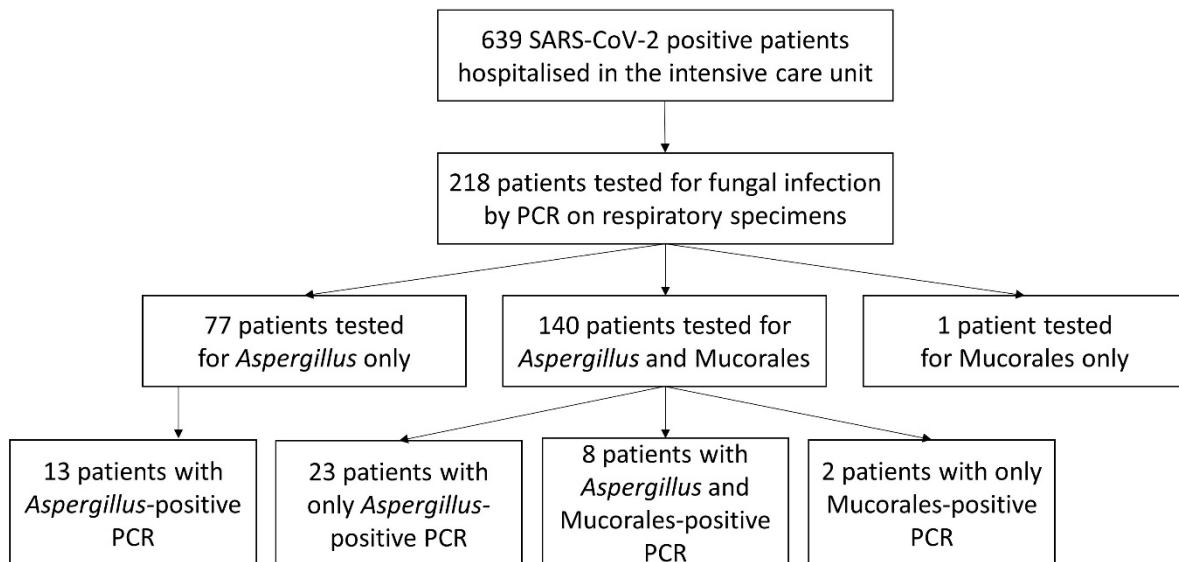 639 SARS-CoV-2 positive patients
hospitalised in the intensive care unit
218 patients tested for fungal infection
by PCR on respiratory specimens
77 patients tested
for Aspergillus only
140 patients tested for
Aspergillus and Mucorales
1 patient tested
for Mucorales only
13 patients with
Aspergillus-positive
PCR
23 patients with
only Aspergillus-
positive PCR
8 patients with
Aspergillus and
Mucorales-positive
PCR
2 patients with only
Mucorales-positive
PCR